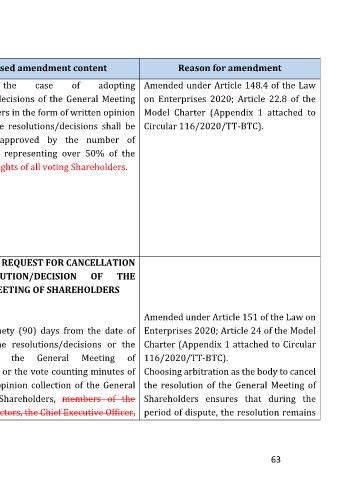 sed amendment content
Reason for amendment
the case of adopting
ecisions of the General Meeting
ers in the form of written opinion
e resolutions/decisions shall be
approved by the number of
representing over 50% of the
ghts of all voting Shareholders.
Amended under Article 148.4 of the Law
on Enterprises 2020; Article 22.8 of the
Model Charter (Appendix 1 attached to
Circular 116/2020/TT-BTC).
REQUEST FOR CANCELLATION
UTION/DECISION OF THE
EETING OF SHAREHOLDERS
nety (90) days from the date of
he resolutions/decisions or the
the General Meeting of
or the vote counting minutes of
opinion collection of the General
Shareholders, members of the
ctors, the Chief Executive Officer,
Amended under Article 151 of the Law on
Enterprises 2020; Article 24 of the Model
Charter (Appendix 1 attached to Circular
116/2020/TT-BTC).
Choosing arbitration as the body to cancel
the resolution of the General Meeting of
Shareholders ensures that during the
period of dispute, the resolution remains
63